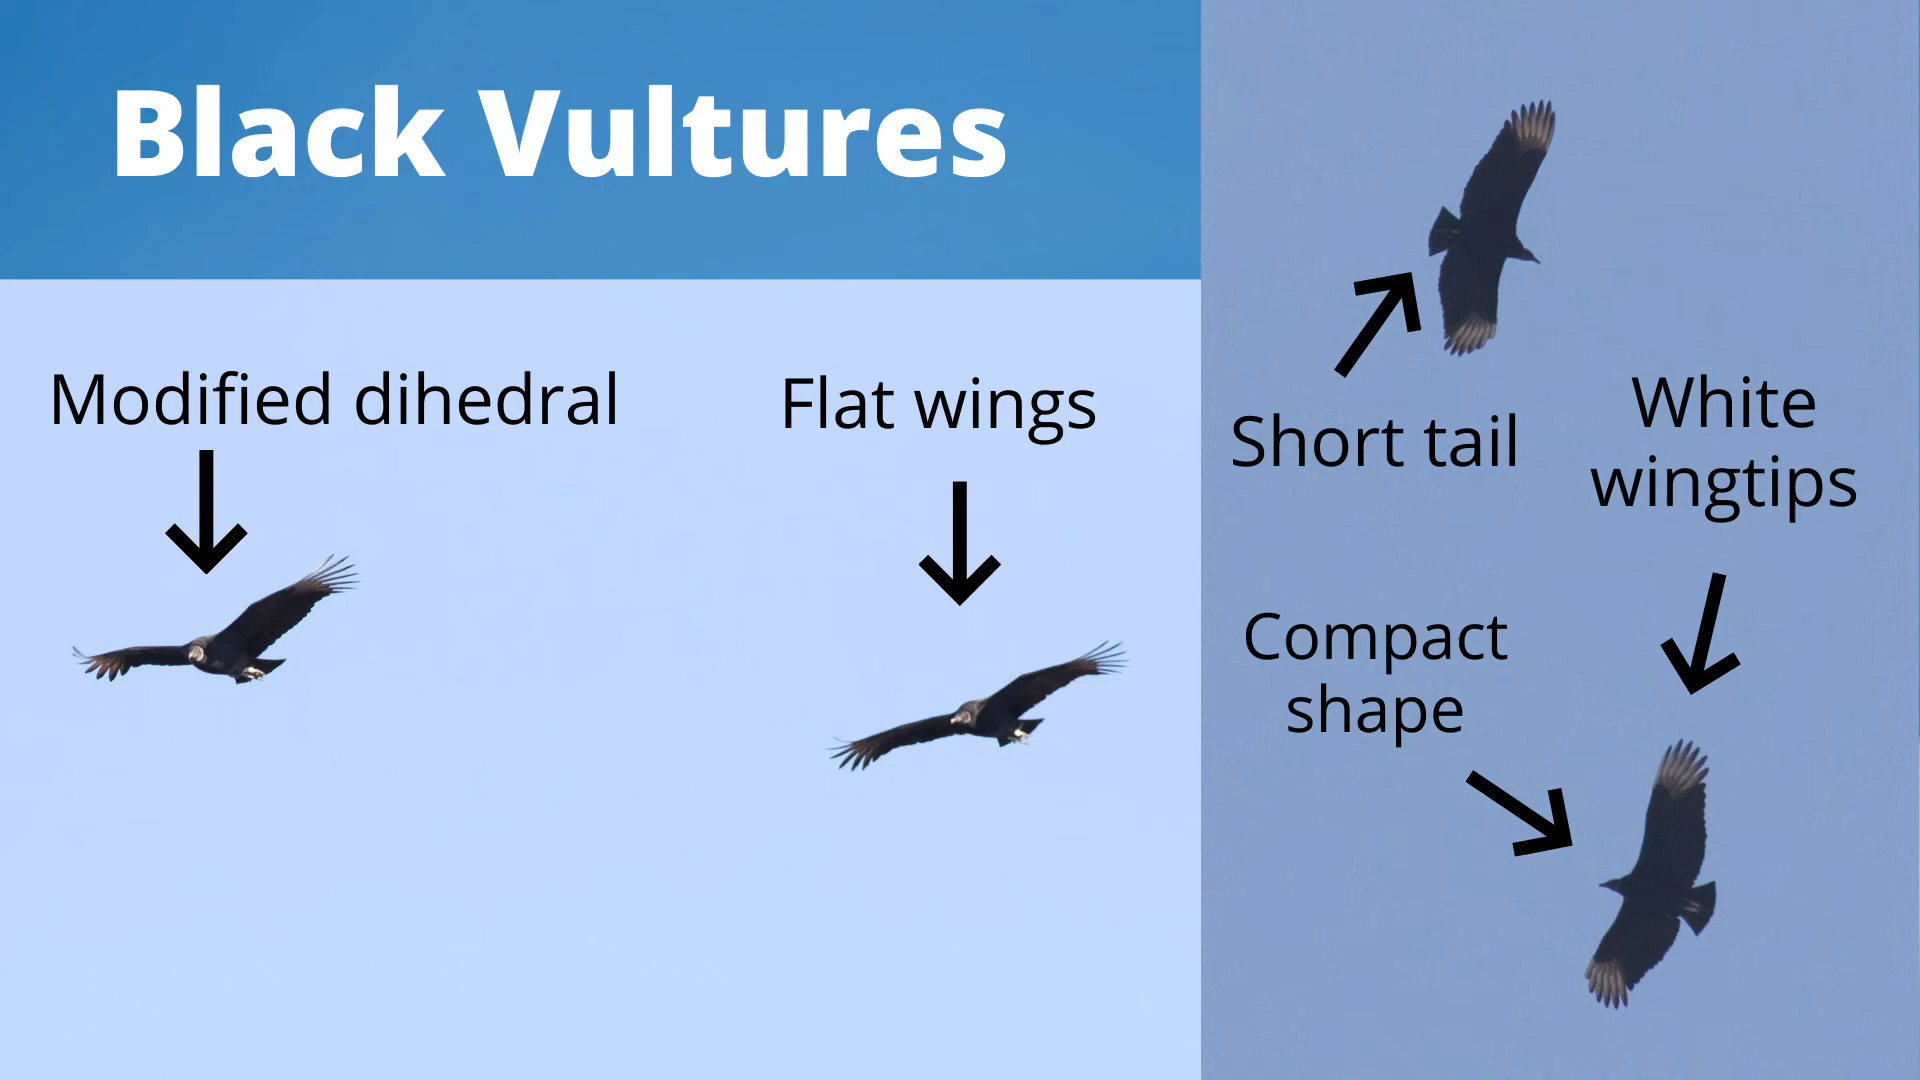 Black Vultures
Modified dihedral
Flat wings
Short tail
White
wingtips
Compact
shape